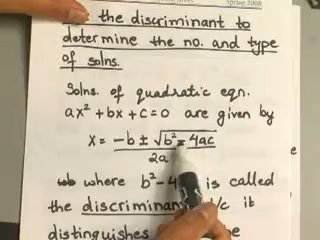 the discriminant to
determine the no. and type
of solns.
Spring 2008
Solns. of quadratic eqn.
ax² + bx + c = 0 are given by
x = -b ± √b² - 4ac
2a
where b² - 4 is called
the discriminant b/c it
distinguishes